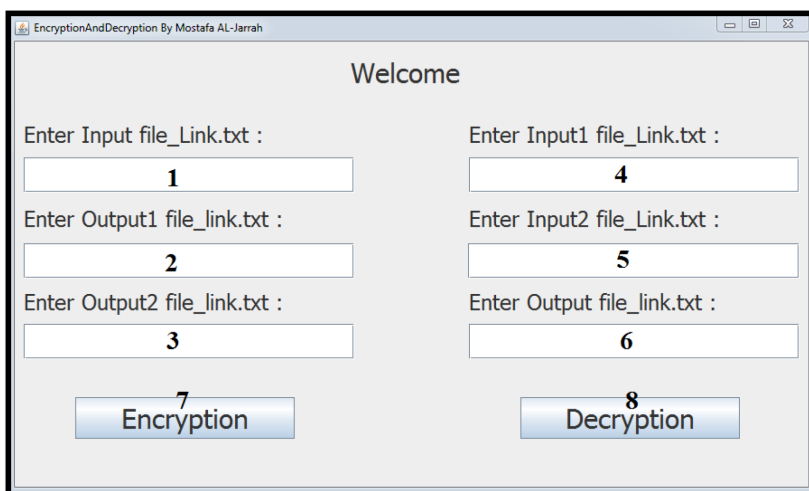 EncryptionAndDecryption By Mostafa AL-Jarrah
Welcome
Enter Input file_Link.txt :
1
Enter Output1 file_link.txt :
2
Enter Output2 file_link.txt :
3
7
Encryption
Enter Input1 file_Link.txt :
4
Enter Input2 file_Link.txt :
5
Enter Output file_link.txt :
6
8
Decryption